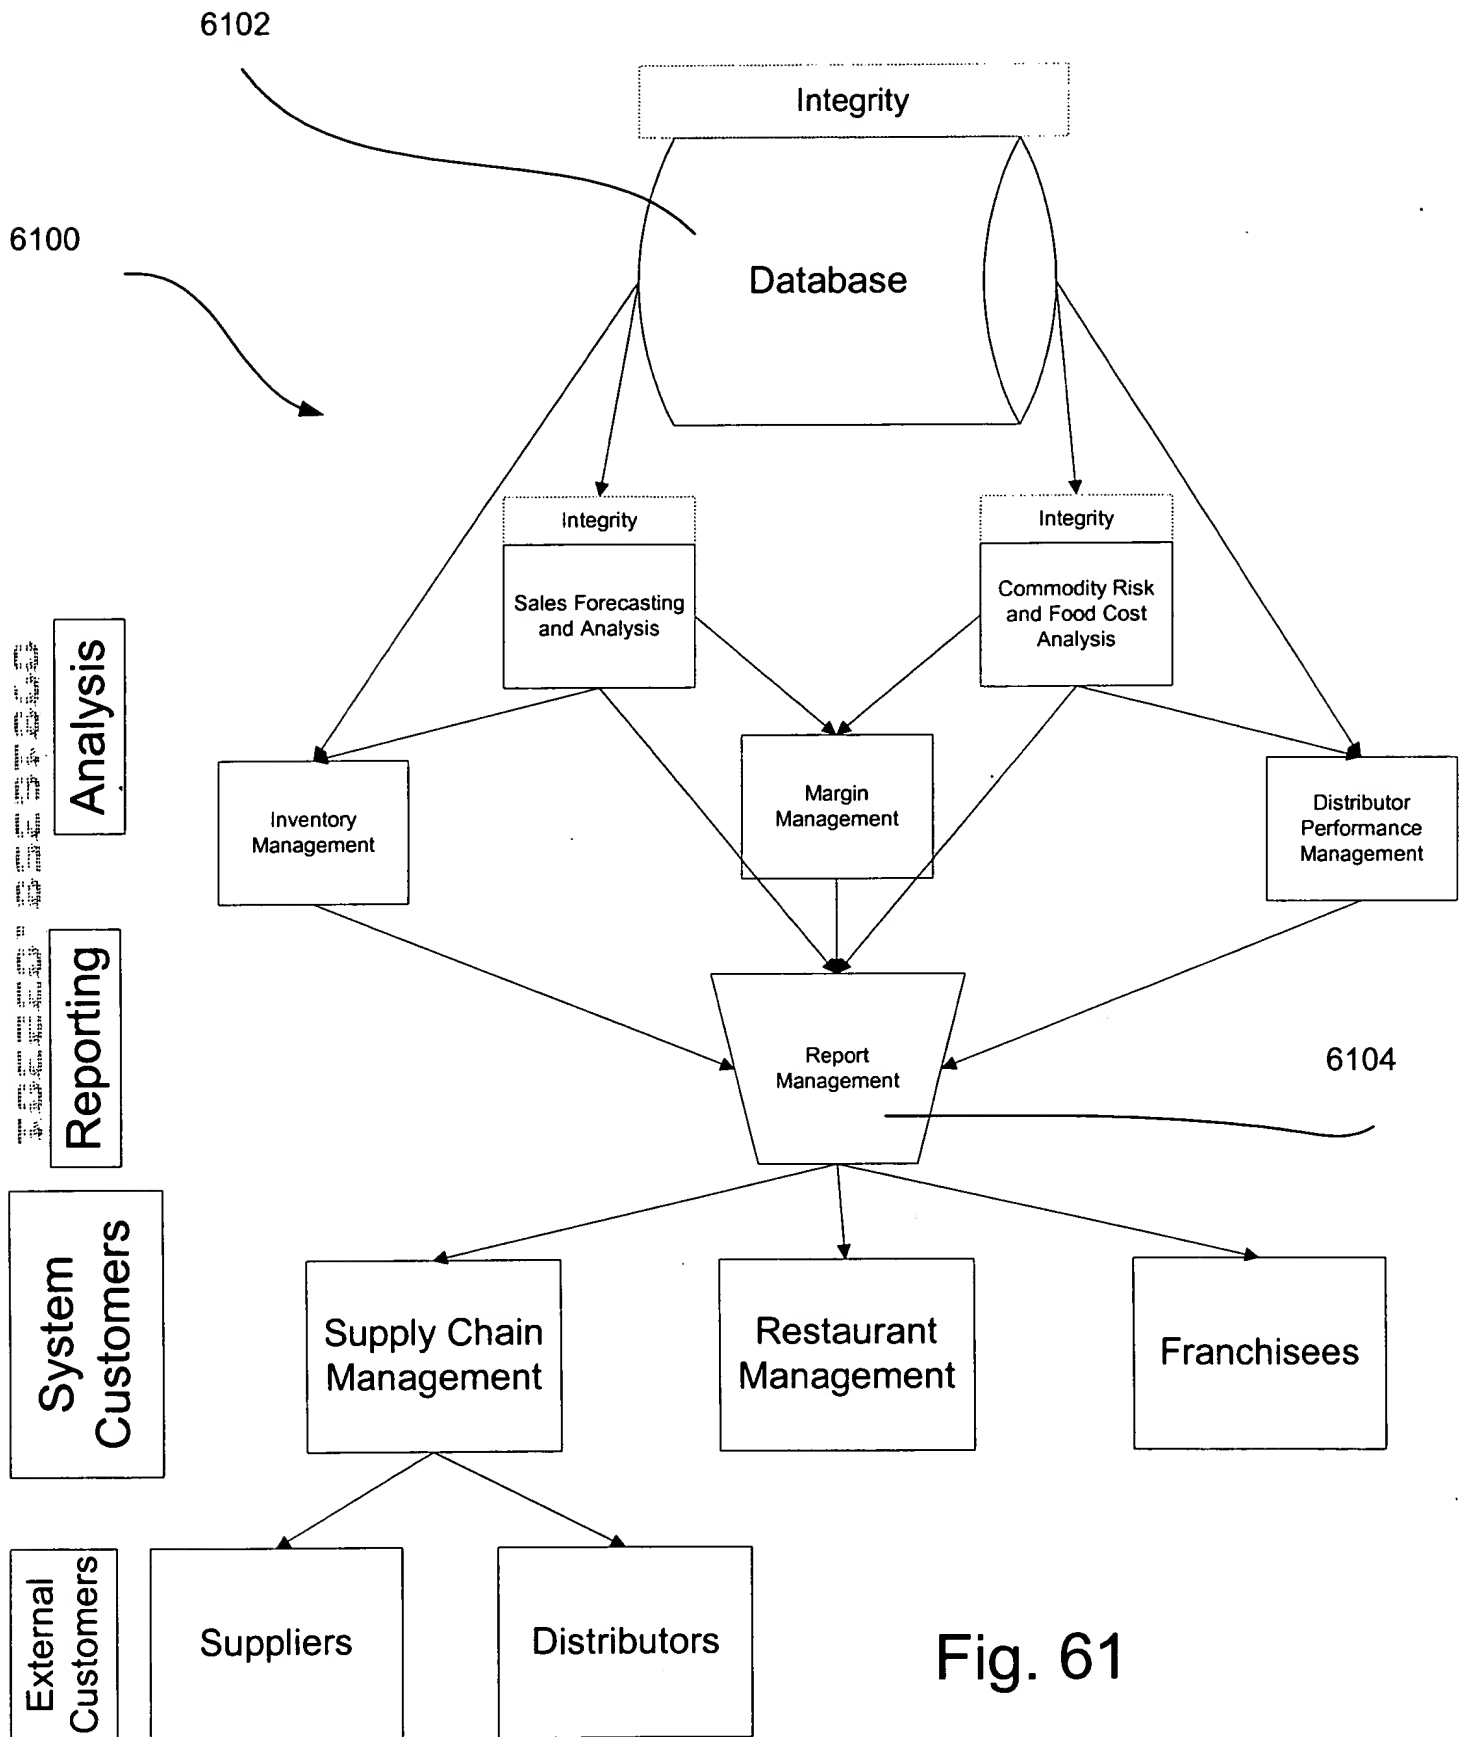 6102
Integrity
6100
Database
Integrity
Integrity
Sales Forecasting
and Analysis
Commodity Risk
and Food Cost
Analysis
Analysis
Inventory
Management
Margin
Management
Distributor
Performance
Management
Reporting
Report
Management
6104
System
Customers
Supply Chain
Management
Restaurant
Management
Franchisees
External
Customers
Suppliers
Distributors
Fig. 61